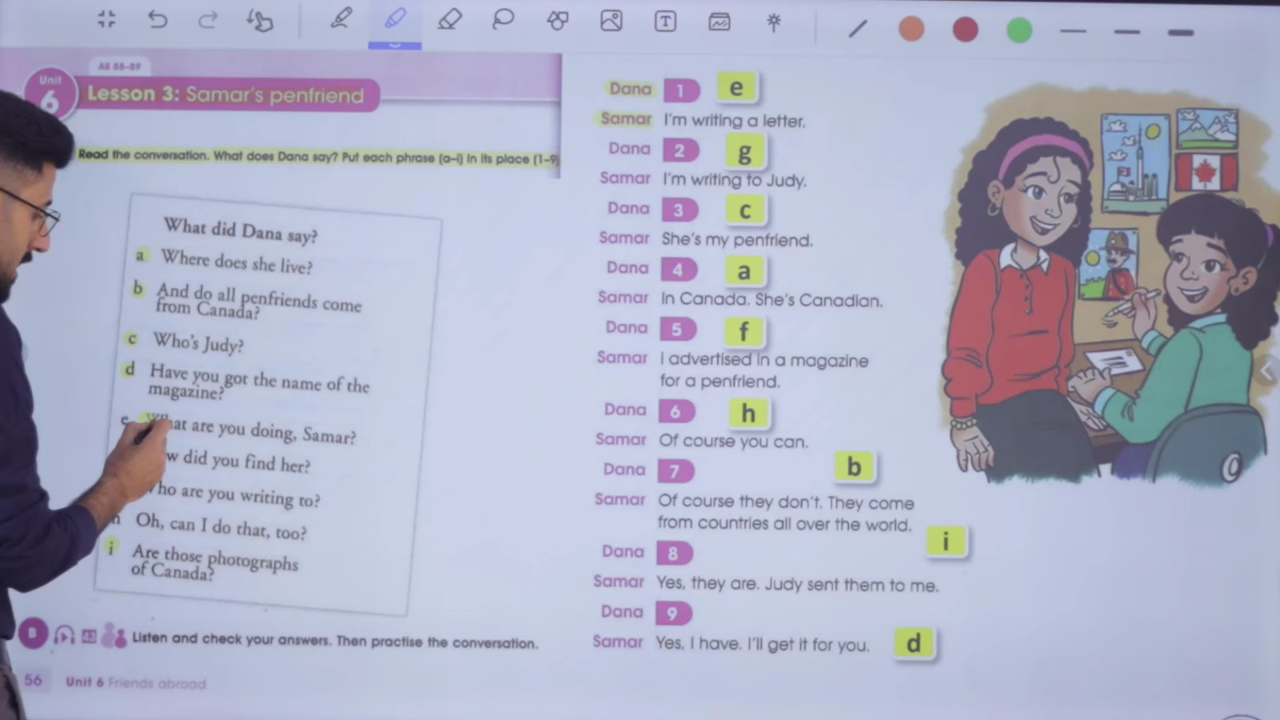 AB 88-89
Unit 6
Lesson 3: Samar's penfriend
Read the conversation. What does Dana say? Put each phrase (a-i) in its place (1-9)
What did Dana say?
a Where does she live?
b And do all penfriends come
from Canada?
c Who's Judy?
d Have you got the name of the
magazine?
are you doing, Samar?
did you find her?
are you writing to?
Oh, can I do that, too?
i Are those photographs
of Canada?
B 43 Listen and check your answers. Then practise the conversation.
56 Unit 6 Friends abroad
Dana 1 e
Samar I'm writing a letter.
Dana 2 g
Samar I'm writing to Judy.
Dana 3 c
Samar She's my penfriend.
Dana 4 a
Samar In Canada. She's Canadian.
Dana 5 f
Samar I advertised in a magazine
for a penfriend.
Dana 6 h
Samar Of course you can.
Dana 7 b
Samar Of course they don't. They come
from countries all over the world.
Dana 8 i
Samar Yes, they are. Judy sent them to me.
Dana 9
Samar Yes, I have. I'll get it for you. d